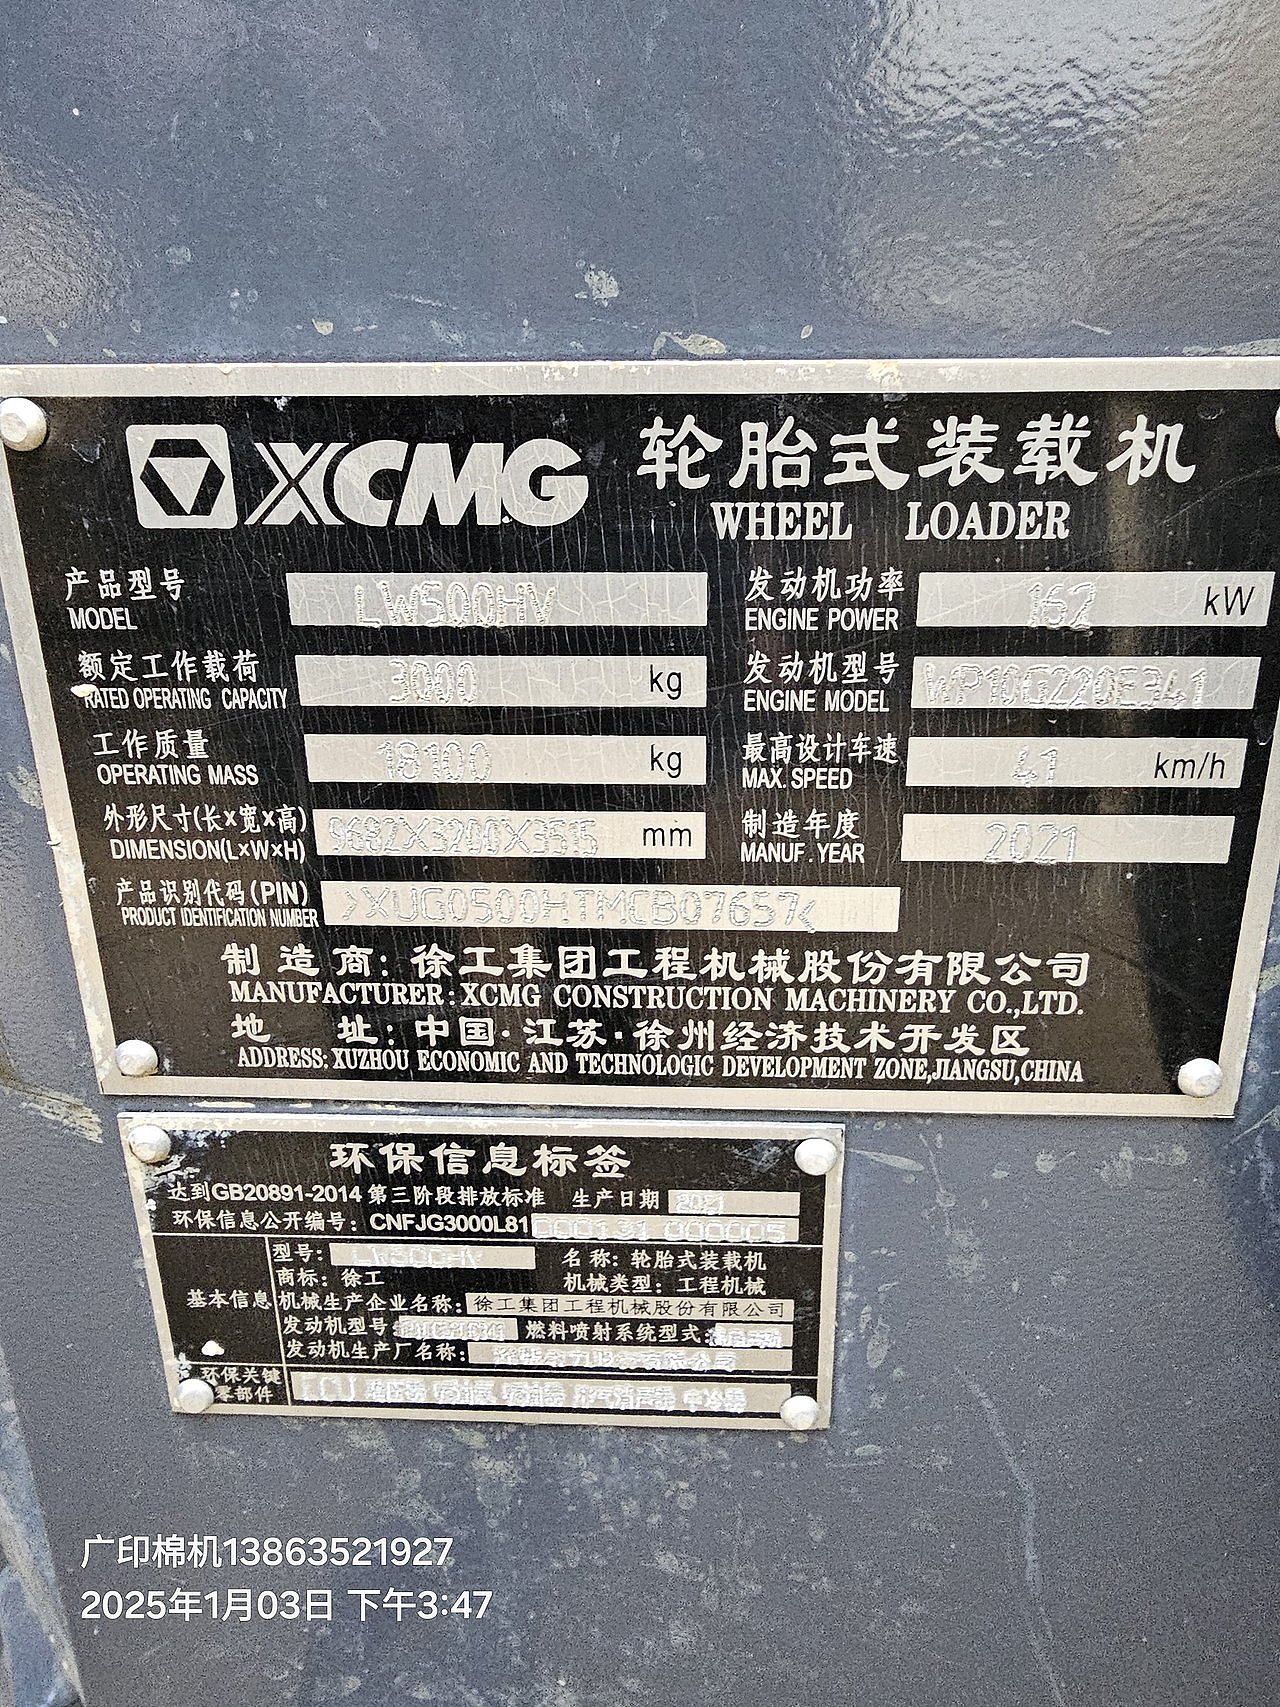 XCMG 轮胎式装载机
WHEEL LOADER
产品型号 LW500HV 发动机功率 162 kW
MODEL ENGINE POWER
额定工作载荷 3000 kg 发动机型号 WP10G220E341
RATED OPERATING CAPACITY ENGINE MODEL
工作质量 18100 kg 最高设计车速 41 km/h
OPERATING MASS MAX. SPEED
外形尺寸(长×宽×高) 9682X3200X3515 mm 制造年度 2021
DIMENSION(L×W×H) MANUF.YEAR
产品识别代码(PIN) >XUG0500HTMCB07657<
PRODUCT IDENTIFICATION NUMBER
制造商: 徐工集团工程机械股份有限公司
MANUFACTURER: XCMG CONSTRUCTION MACHINERY CO.,LTD.
地址: 中国·江苏·徐州经济技术开发区
ADDRESS: XUZHOU ECONOMIC AND TECHNOLOGIC DEVELOPMENT ZONE,JIANGSU,CHINA
环保信息标签
达到GB20891-2014 第三阶段排放标准 生产日期 2021
环保信息公开编号: CNFJG3000L81000131 000005
型号: LW500HV 名称: 轮胎式装载机
商标: 徐工 机械类型: 工程机械
基本信息 机械生产企业名称: 徐工集团工程机械股份有限公司
发动机型号 燃料喷射系统型式:
发动机生产厂名称:
环保关键零部件 ECU
广印棉机13863521927
2025年1月03日 下午3:47